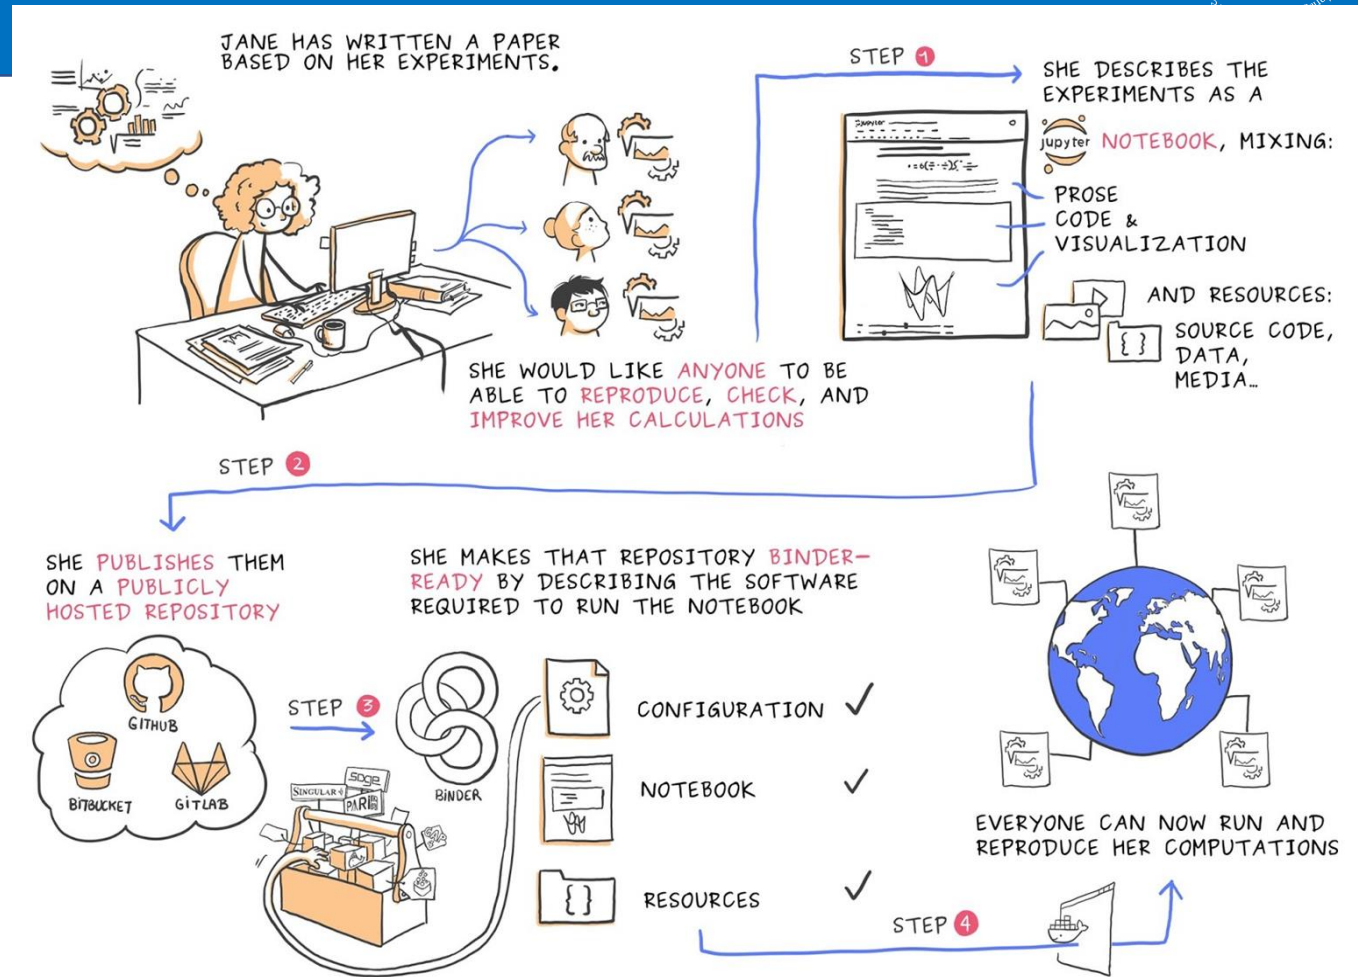 JANE HAS WRITTEN A PAPER
BASED ON HER EXPERIMENTS.
SHE WOULD LIKE ANYONE TO BE
ABLE TO REPRODUCE, CHECK, AND
IMPROVE HER CALCULATIONS
STEP 1
SHE DESCRIBES THE
EXPERIMENTS AS A
jupyter NOTEBOOK, MIXING:
PROSE
CODE &
VISUALIZATION
AND RESOURCES:
SOURCE CODE,
DATA,
MEDIA...
Jupyter
STEP 2
SHE PUBLISHES THEM
ON A PUBLICLY
HOSTED REPOSITORY
GITHUB
BITBUCKET
GITLAB
STEP 3
SHE MAKES THAT REPOSITORY BINDER-
READY BY DESCRIBING THE SOFTWARE
REQUIRED TO RUN THE NOTEBOOK
BINDER
SAGE
SINGULAR
PARI
GAP
CONFIGURATION
NOTEBOOK
RESOURCES
STEP 4
EVERYONE CAN NOW RUN AND
REPRODUCE HER COMPUTATIONS